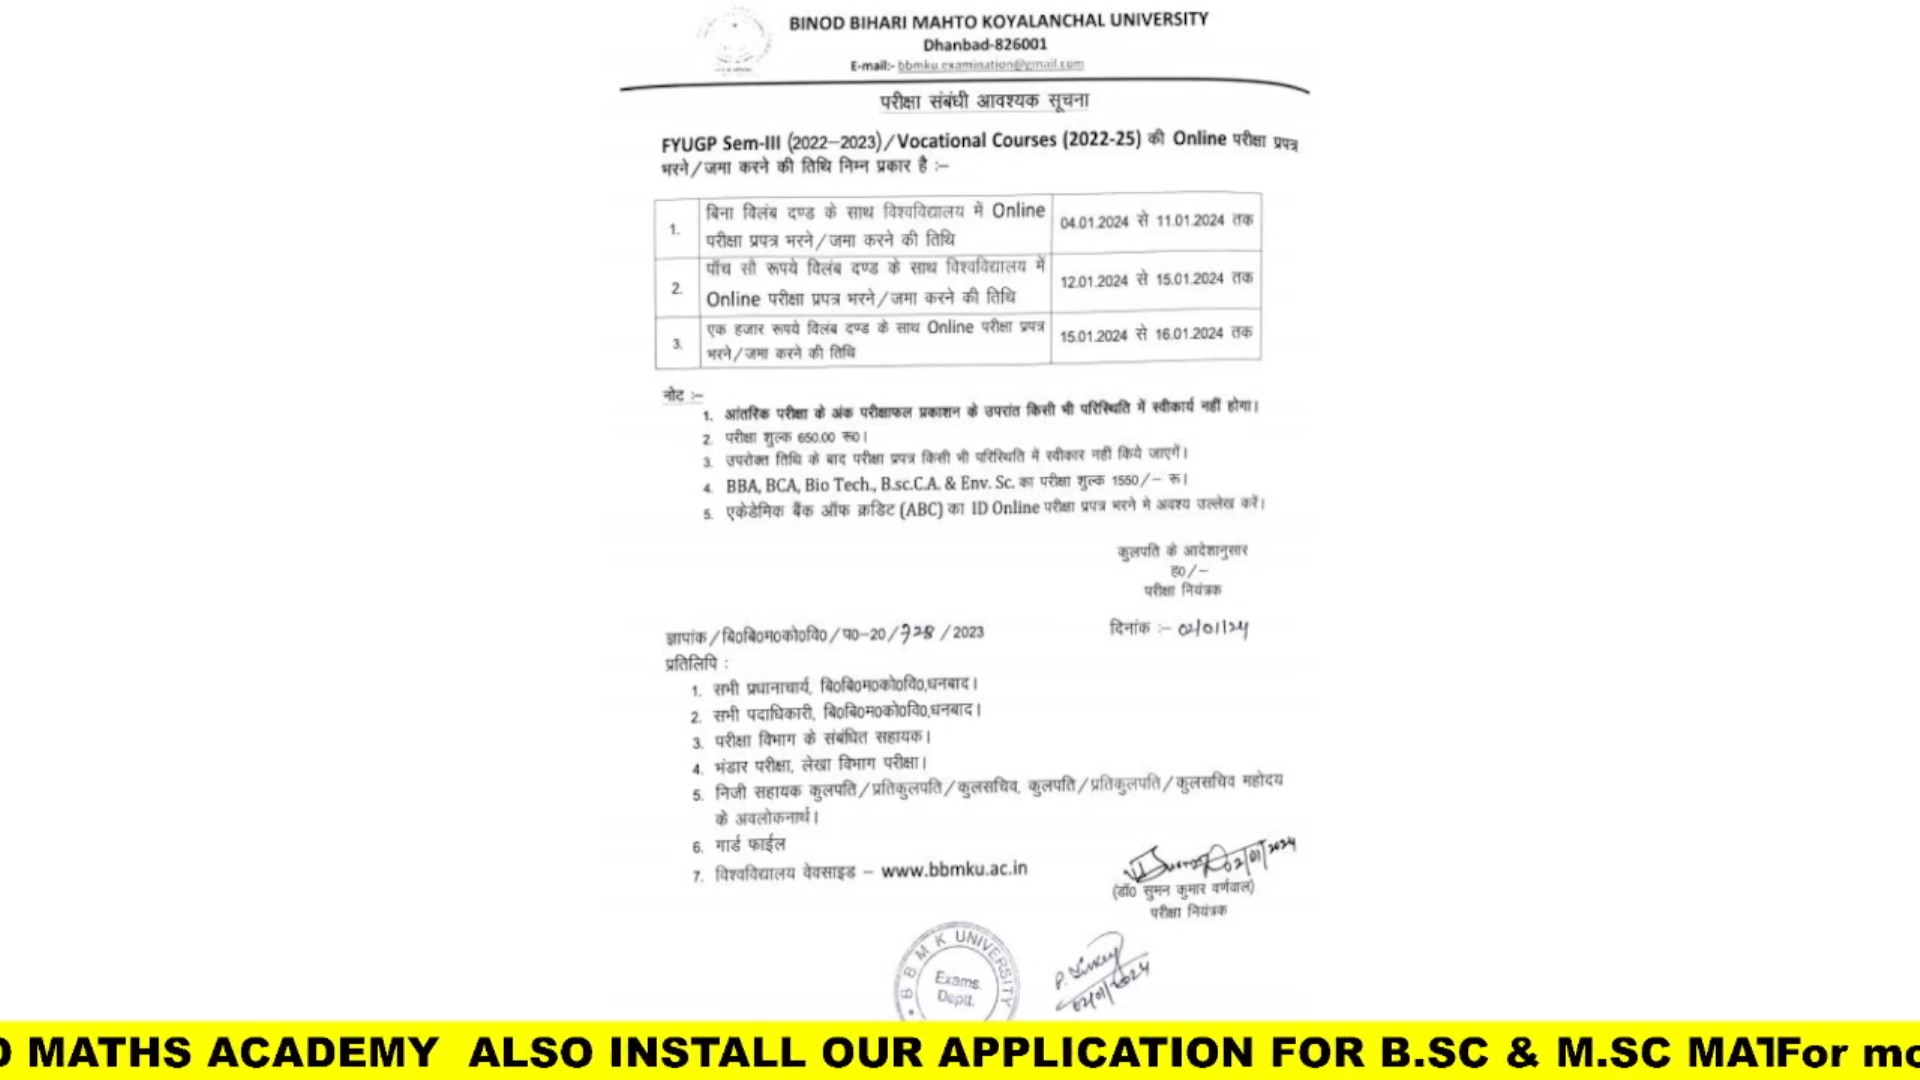 BINOD BIHARI MAHTO KOYALANCHAL UNIVERSITY
Dhanbad-826001
E-mail:- bbmku.examination@gmail.com
परीक्षा संबंधी आवश्यक सूचना
FYUGP Sem-III (2022–2023)/Vocational Courses (2022-25) की Online परीक्षा प्रपत्र
भरने/जमा करने की तिथि निम्न प्रकार है :–
1. बिना विलंब दण्ड के साथ विश्वविद्यालय में Online 04.01.2024 से 11.01.2024 तक
परीक्षा प्रपत्र भरने/जमा करने की तिथि
2. पॉच सौ रूपये विलंब दण्ड के साथ विश्वविद्यालय में 12.01.2024 से 15.01.2024 तक
Online परीक्षा प्रपत्र भरने/जमा करने की तिथि
3. एक हजार रूपये विलंब दण्ड के साथ Online परीक्षा प्रपत्र 15.01.2024 से 16.01.2024 तक
भरने/जमा करने की तिथि
नोट :–
1. आंतरिक परीक्षा के अंक परीक्षाफल प्रकाशन के उपरांत किसी भी परिस्थिति में स्वीकार्य नहीं होगा।
2. परीक्षा शुल्क 650.00 रू0।
3. उपरोक्त तिथि के बाद परीक्षा प्रपत्र किसी भी परिस्थिति में स्वीकार नहीं किये जाएगें।
4. BBA, BCA, Bio Tech., B.sc.C.A. & Env. Sc. का परीक्षा शुल्क 1550/– रू।
5. एकेडेमिक बैंक ऑफ क्रडिट (ABC) का ID Online परीक्षा प्रपत्र भरने मे अवश्य उल्लेख करें।
कुलपति के आदेशानुसार
ह0/–
परीक्षा नियंत्रक
ज्ञापांक/बि0बि0म0को0वि0/प0–20/728/2023 दिनांक :– 02/01/24
प्रतिलिपि :
1. सभी प्रधानाचार्य, बि0बि0म0को0वि0,धनबाद।
2. सभी पदाधिकारी, बि0बि0म0को0वि0,धनबाद।
3. परीक्षा विभाग के संबंधित सहायक।
4. भंडार परीक्षा, लेखा विभाग परीक्षा।
5. निजी सहायक कुलपति/प्रतिकुलपति/कुलसचिव, कुलपति/प्रतिकुलपति/कुलसचिव महोदय
के अवलोकनार्थ।
6. गार्ड फाईल
7. विश्वविद्यालय वेवसाइड – www.bbmku.ac.in
02/01/2024
(डॉ0 सुमन कुमार वर्णवाल)
परीक्षा नियंत्रक
B B M K UNIVERSITY
Exams.
Deptt.
02/01/2024
MATHS ACADEMY ALSO INSTALL OUR APPLICATION FOR B.SC & M.SC MATFor mo